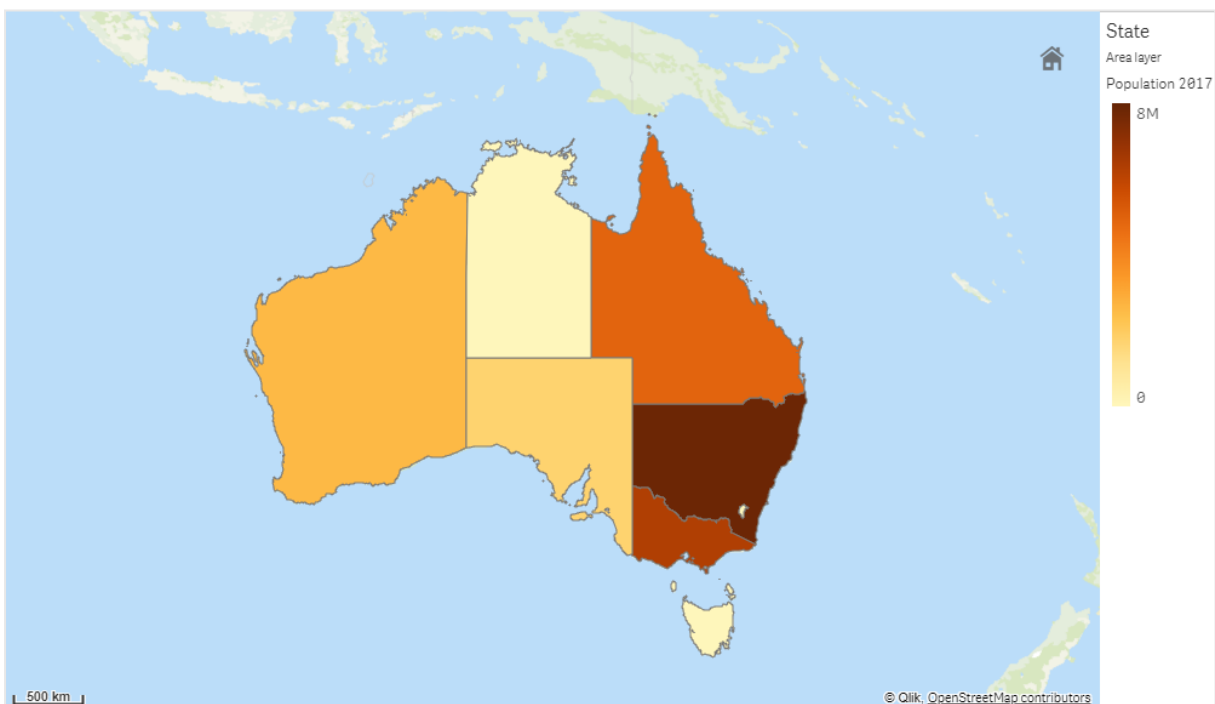 State
Area layer
Population 2017
8M
0
500 km
© Qlik, OpenStreetMap contributors